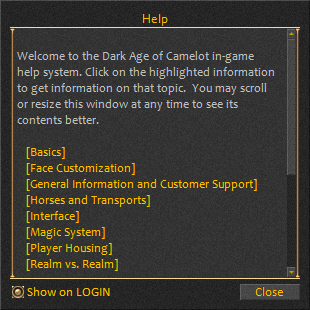 Help
Welcome to the Dark Age of Camelot in-game
help system. Click on the highlighted information
to get information on that topic. You may scroll
or resize this window at any time to see its
contents better.
[Basics]
[Face Customization]
[General Information and Customer Support]
[Horses and Transports]
[Interface]
[Magic System]
[Player Housing]
[Realm vs. Realm]
Show on LOGIN
Close